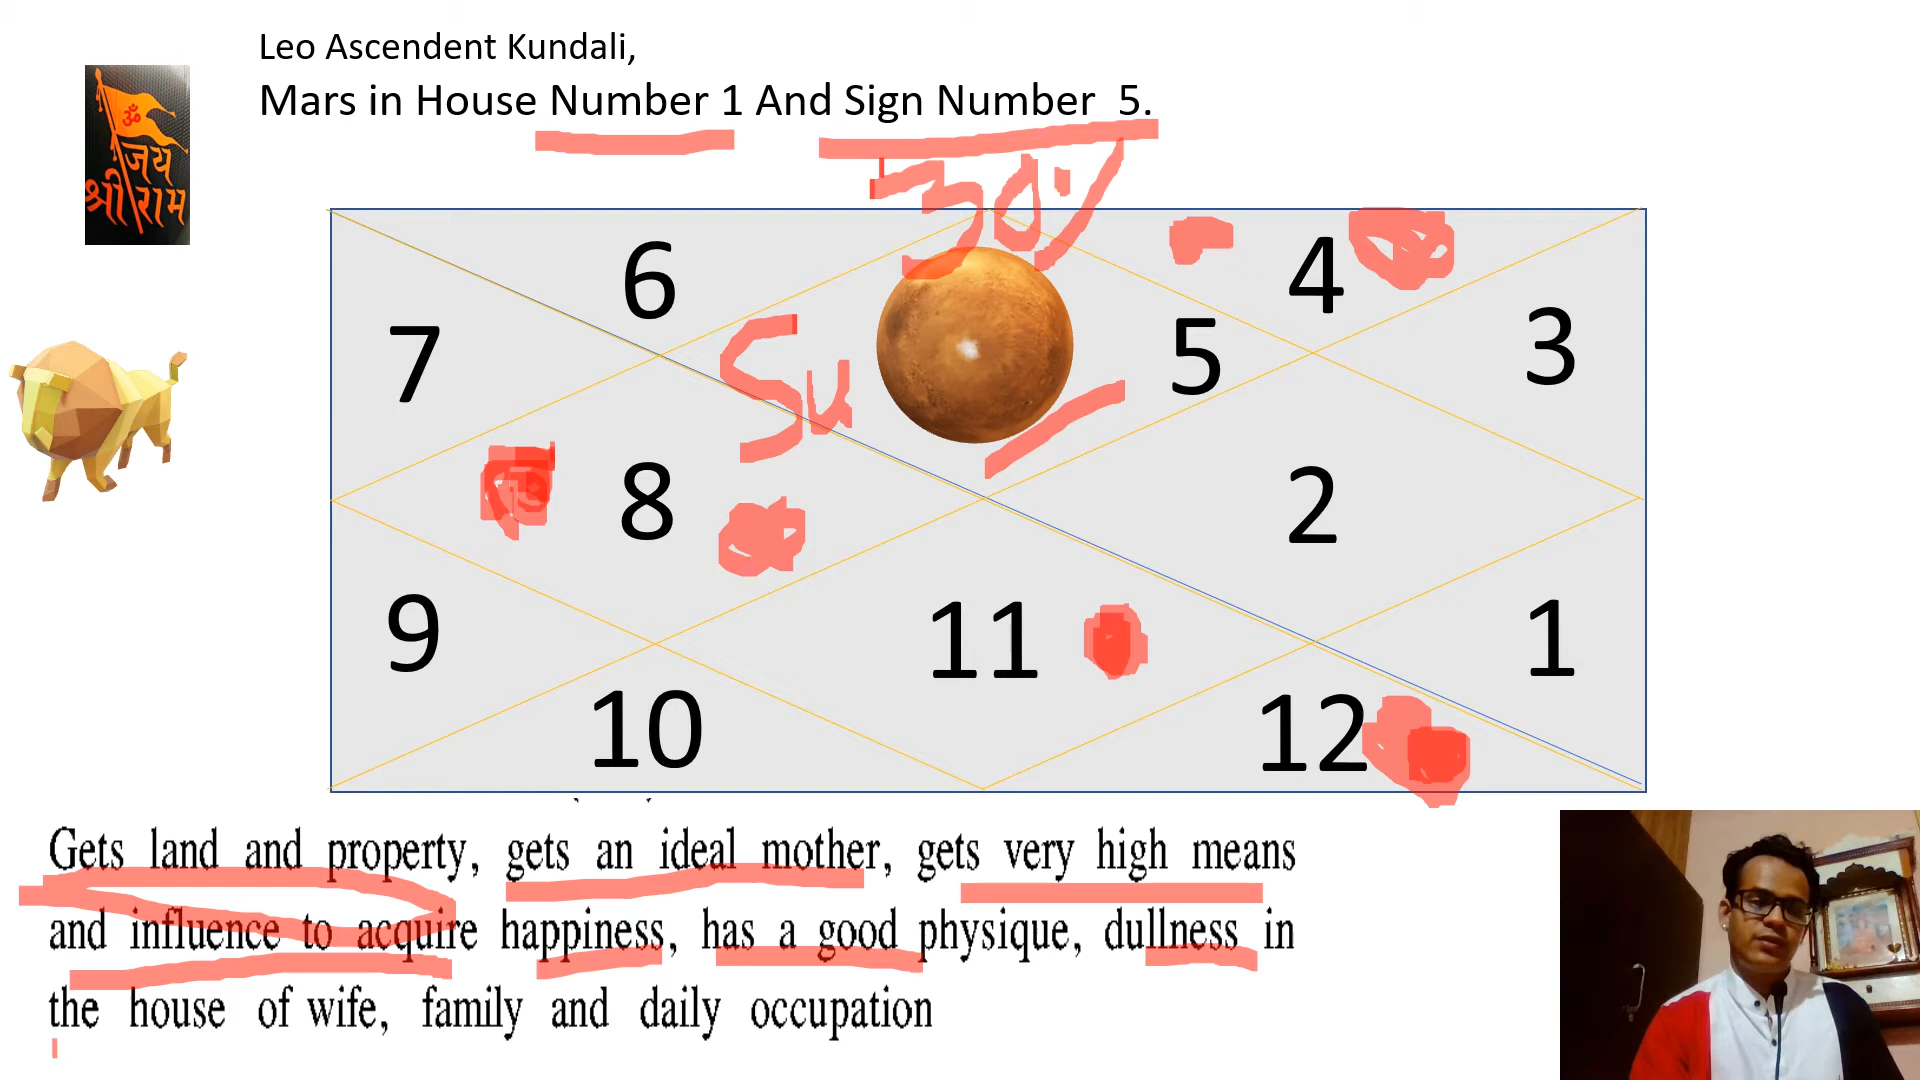 Leo Ascendent Kundali,
Mars in House Number 1 And Sign Number 5.
ॐ
जय
श्री राम
30%
6
4
7
5
3
Su
8
2
9
11
1
10
12
Gets land and property, gets an ideal mother, gets very high means
and influence to acquire happiness, has a good physique, dullness in
the house of wife, family and daily occupation